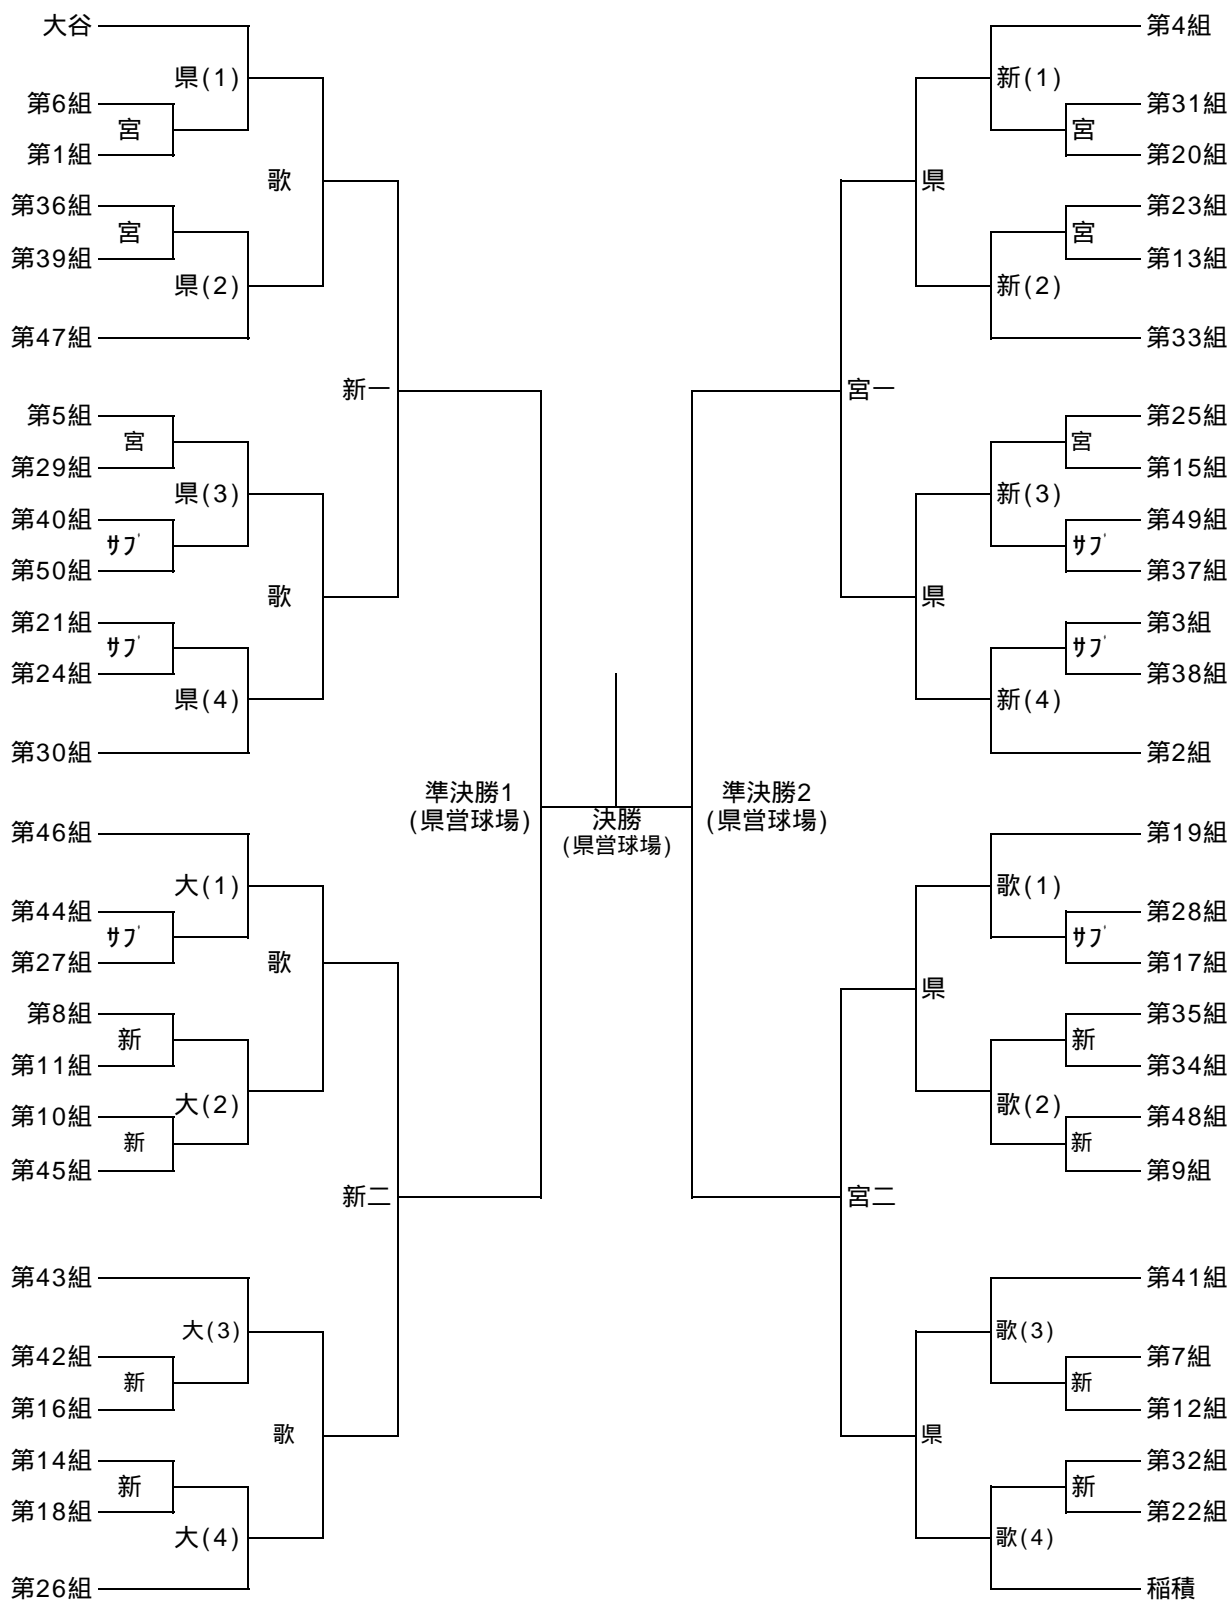 大谷
県(1)
第6組
宮
第1組
歌
第36組
宮
第39組
県(2)
第47組
新一
第5組
宮
第29組
県(3)
第40組
ｻﾌﾞ
第50組
歌
第21組
ｻﾌﾞ
第24組
県(4)
第30組
準決勝1
(県営球場)
第46組
大(1)
第44組
ｻﾌﾞ
第27組
歌
第8組
新
第11組
大(2)
第10組
新
第45組
新二
第43組
大(3)
第42組
新
第16組
歌
第14組
新
第18組
大(4)
第26組
決勝
(県営球場)
第4組
新(1)
第31組
宮
第20組
県
第23組
宮
第13組
新(2)
第33組
宮一
第25組
宮
第15組
新(3)
第49組
ｻﾌﾞ
第37組
県
第3組
ｻﾌﾞ
第38組
新(4)
第2組
準決勝2
(県営球場)
第19組
歌(1)
第28組
ｻﾌﾞ
第17組
県
第35組
新
第34組
歌(2)
第48組
新
第9組
宮二
第41組
歌(3)
第7組
新
第12組
県
第32組
新
第22組
歌(4)
稲積